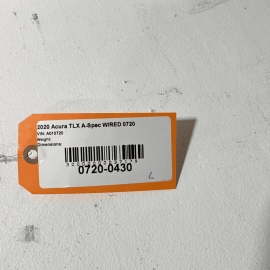 2020 Acura TLX A-Spec WIRED 0720
VIN: A010720
Weight:
Dimensions:
0720-0430
L